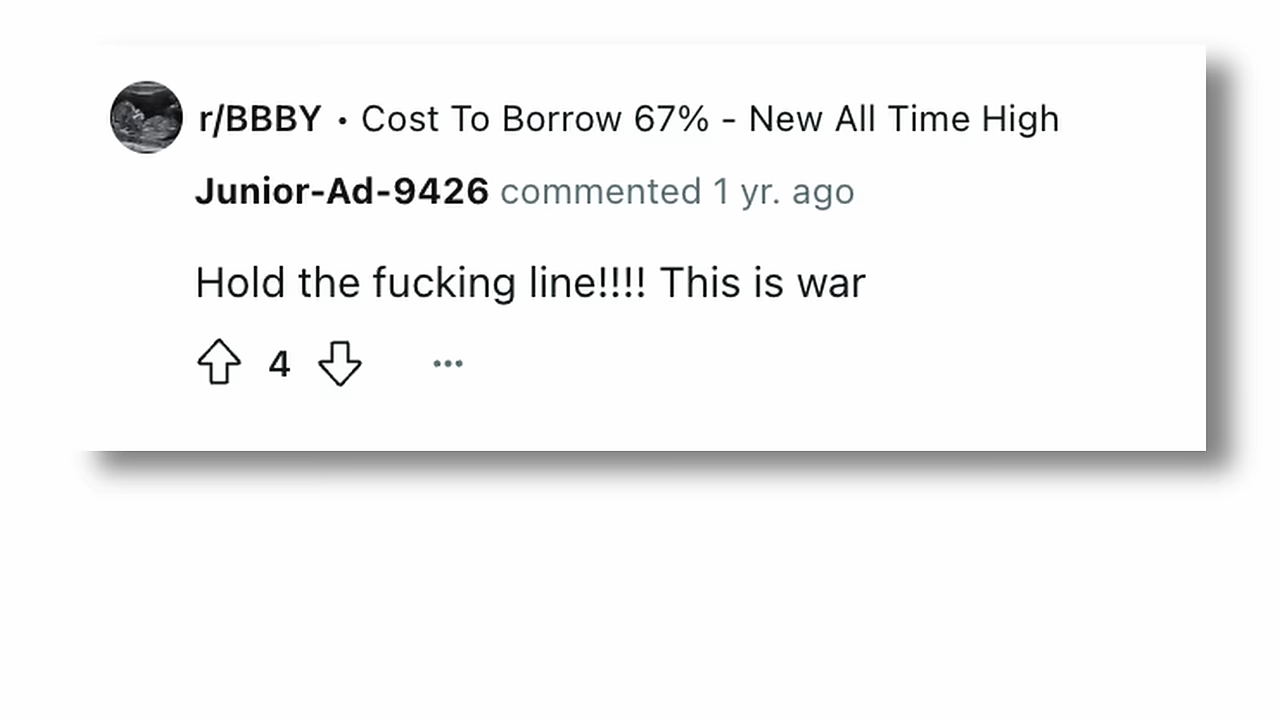 r/BBBY • Cost To Borrow 67% - New All Time High
Junior-Ad-9426 commented 1 yr. ago
Hold the fucking line!!!! This is war
4